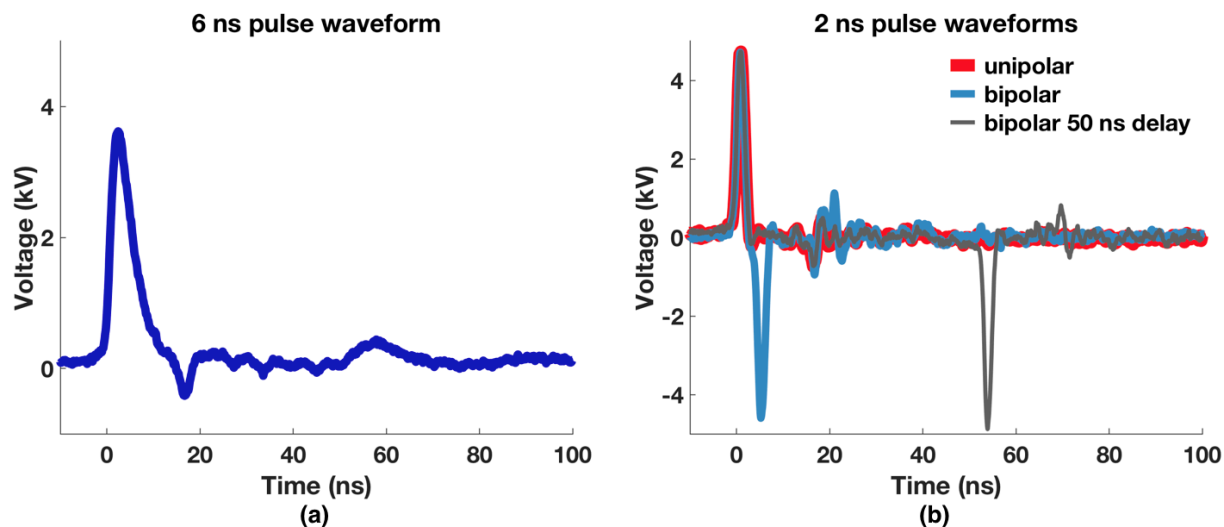 6 ns pulse waveform
Voltage (kV)
4
2
0
0 20 40 60 80 100
Time (ns)
(a)
2 ns pulse waveforms
unipolar
bipolar
bipolar 50 ns delay
Voltage (kV)
4
2
0
-2
-4
0 20 40 60 80 100
Time (ns)
(b)